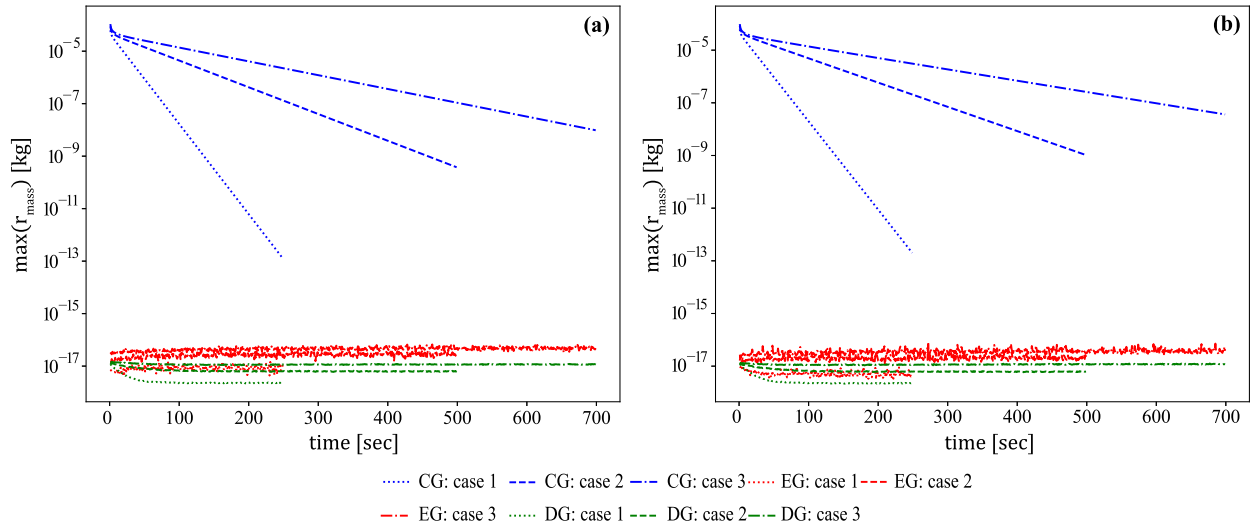 (a)
(b)
10⁻⁵
10⁻⁷
10⁻⁹
10⁻¹¹
10⁻¹³
10⁻¹⁵
10⁻¹⁷
max(r_mass) [kg]
0 100 200 300 400 500 600 700
time [sec]
10⁻⁵
10⁻⁷
10⁻⁹
10⁻¹¹
10⁻¹³
10⁻¹⁵
10⁻¹⁷
max(r_mass) [kg]
0 100 200 300 400 500 600 700
time [sec]
CG: case 1 CG: case 2 CG: case 3 EG: case 1 EG: case 2
EG: case 3 DG: case 1 DG: case 2 DG: case 3